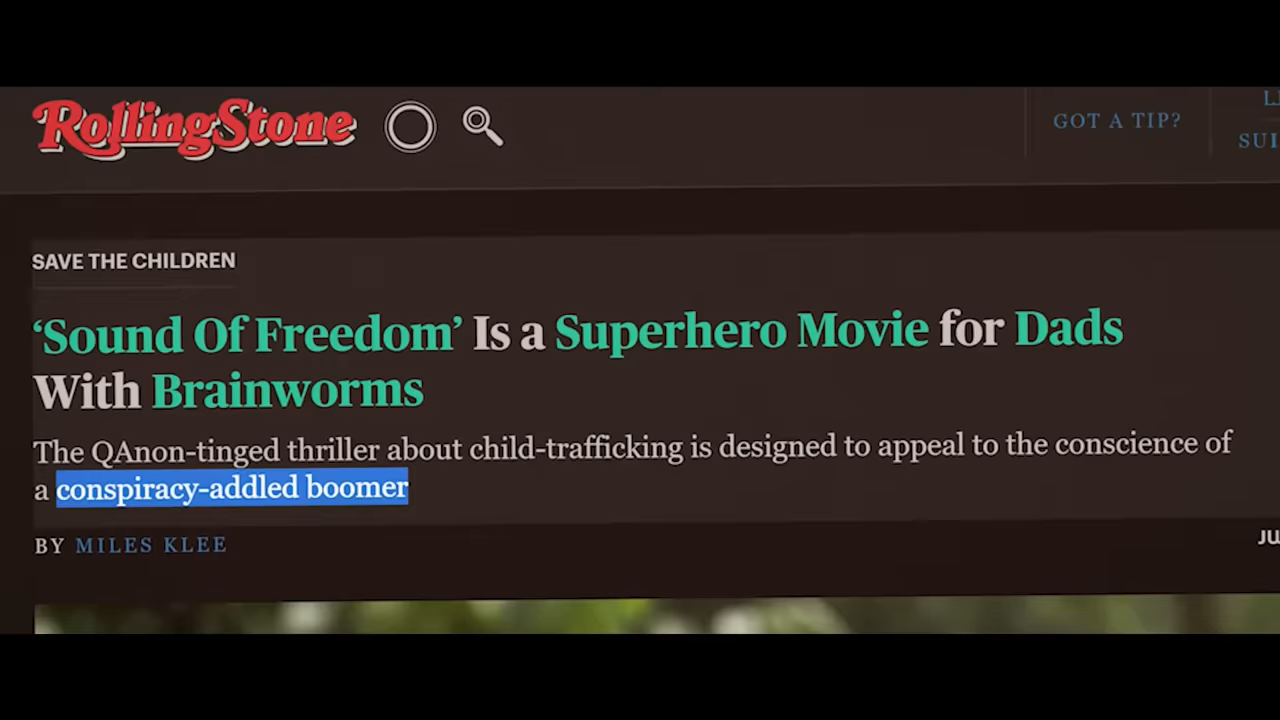 RollingStone
GOT A TIP?
SAVE THE CHILDREN
‘Sound Of Freedom’ Is a Superhero Movie for Dads
With Brainworms
The QAnon-tinged thriller about child-trafficking is designed to appeal to the conscience of
a conspiracy-addled boomer
BY MILES KLEE